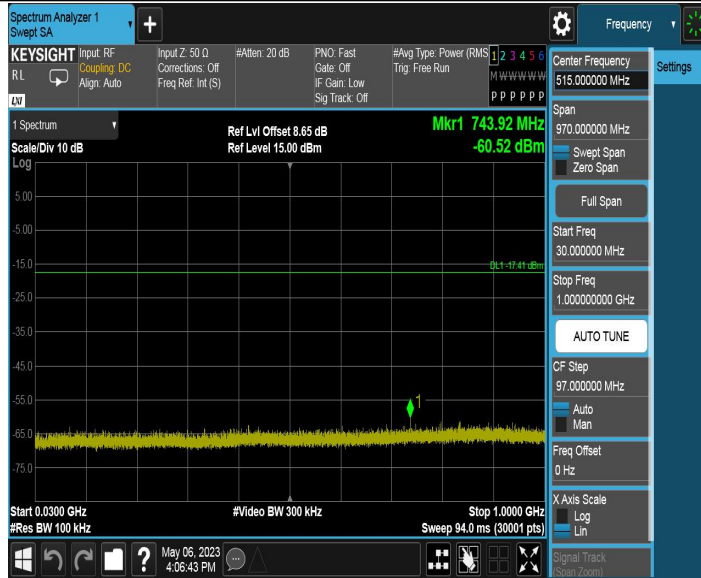 Spectrum Analyzer 1
Swept SA
Frequency
KEYSIGHT
RL
LXI
Input: RF
Coupling: DC
Align: Auto
Input Z: 50 Ω
Corrections: Off
Freq Ref: Int (S)
#Atten: 20 dB
PNO: Fast
Gate: Off
IF Gain: Low
Sig Track: Off
#Avg Type: Power (RMS
Trig: Free Run
1 2 3 4 5 6
M W W W W W
P P P P P P
Center Frequency
515.000000 MHz
Settings
Span
970.000000 MHz
Swept Span
Zero Span
Full Span
Start Freq
30.000000 MHz
Stop Freq
1.000000000 GHz
AUTO TUNE
CF Step
97.000000 MHz
Auto
Man
Freq Offset
0 Hz
X Axis Scale
Log
Lin
Signal Track
(Span Zoom)
1 Spectrum
Scale/Div 10 dB
Log
Ref Lvl Offset 8.65 dB
Ref Level 15.00 dBm
Mkr1 743.92 MHz
-60.52 dBm
5.00
-5.00
-15.0
DL1 -17.41 dBm
-25.0
-35.0
-45.0
-55.0
1
-65.0
-75.0
Start 0.0300 GHz
#Res BW 100 kHz
#Video BW 300 kHz
Stop 1.0000 GHz
Sweep 94.0 ms (30001 pts)
?
May 06, 2023
4:06:43 PM